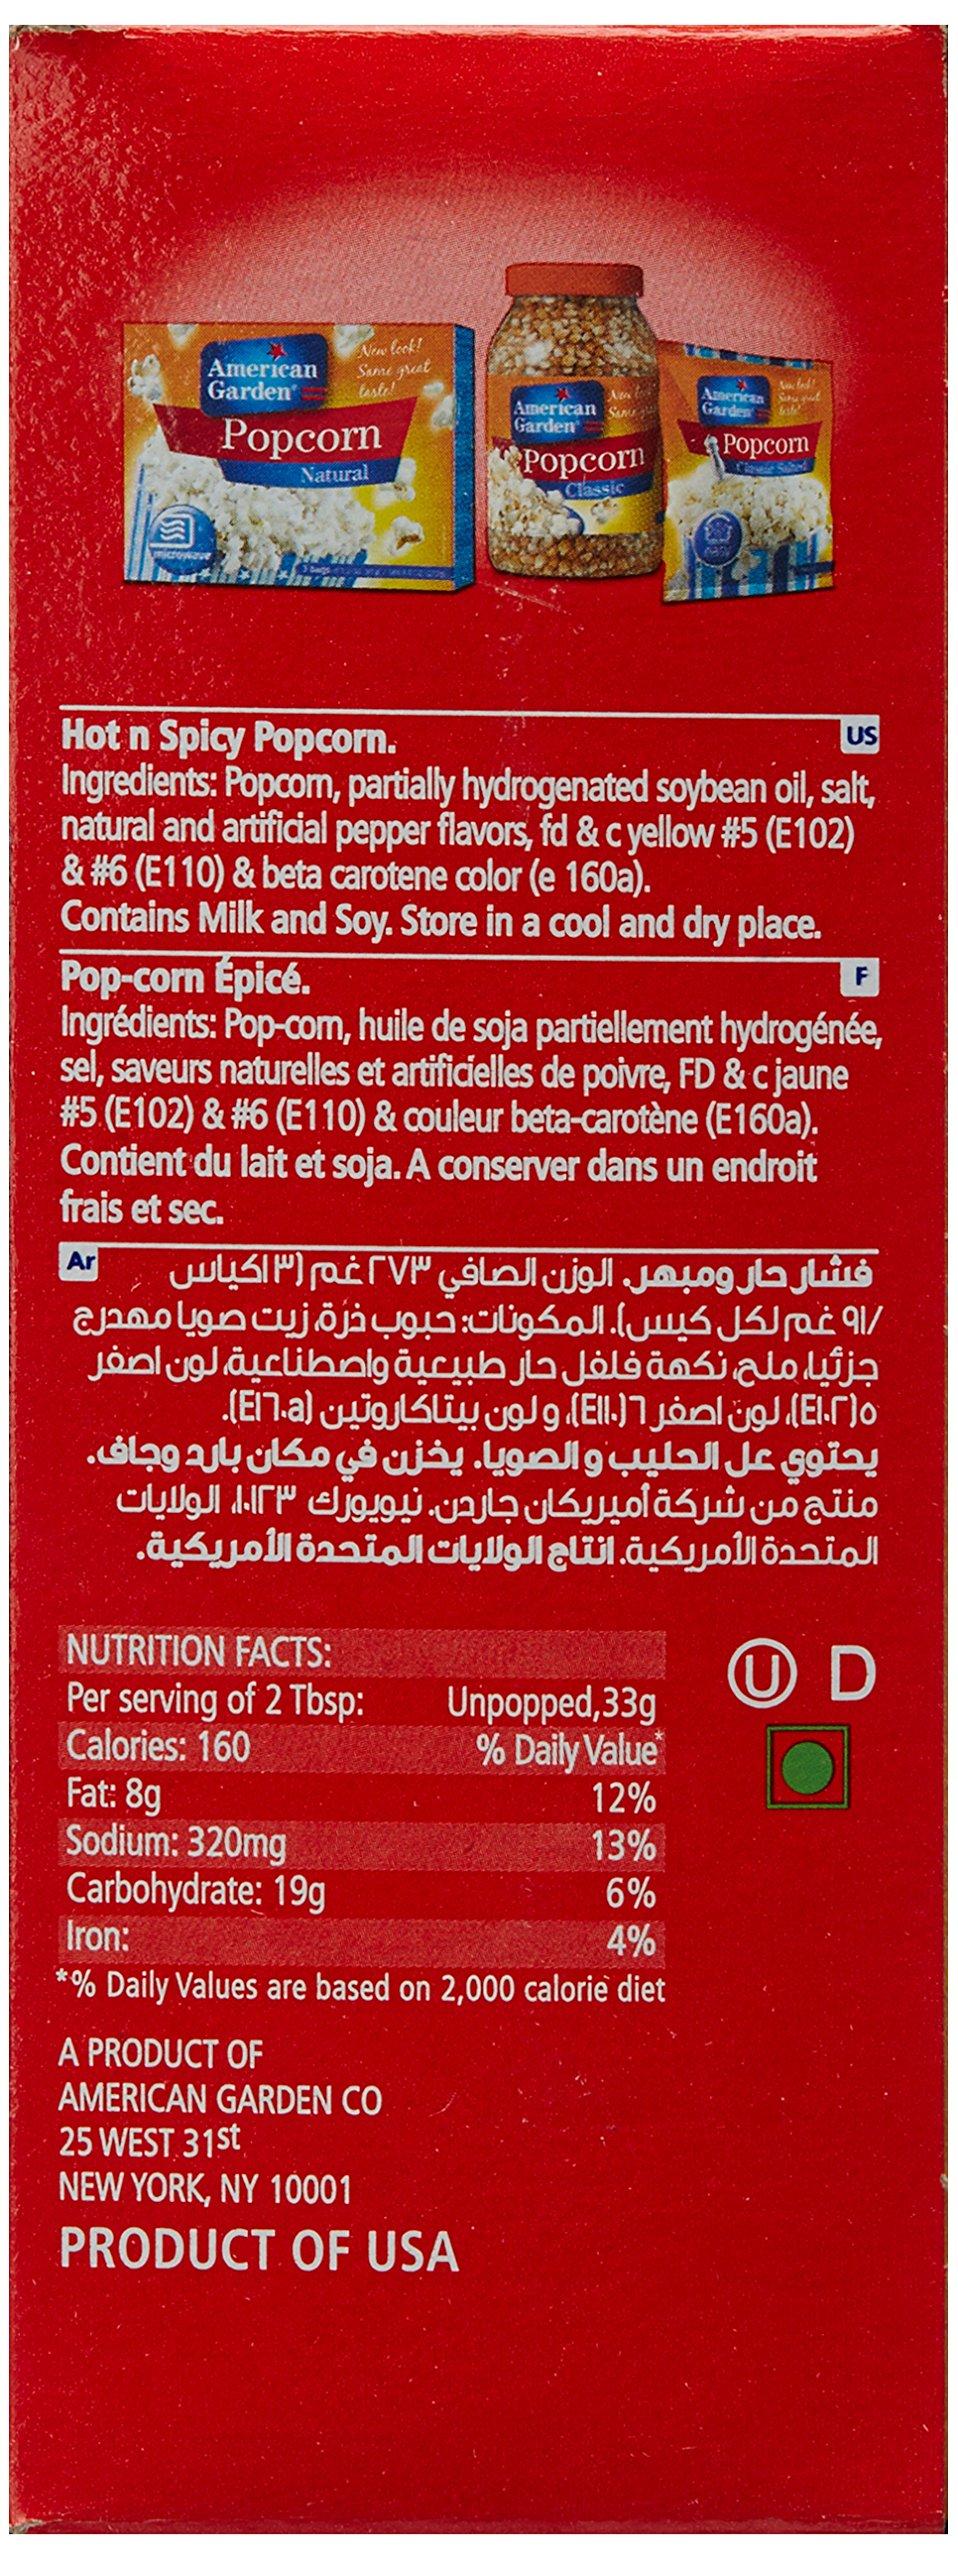 American
Garden
New look!
Same great
taste!
Popcorn
Natural
microwave
American
Garden
Popcorn
Classic
American
Garden
Popcorn
Classic Salted
Hot n Spicy Popcorn.
US
Ingredients: Popcorn, partially hydrogenated soybean oil, salt,
natural and artificial pepper flavors, fd & c yellow #5 (E102)
& #6 (E110) & beta carotene color (e 160a).
Contains Milk and Soy. Store in a cool and dry place.
Pop-corn Épicé.
F
Ingrédients: Pop-corn, huile de soja partiellement hydrogénée,
sel, saveurs naturelles et artificielles de poivre, FD & c jaune
#5 (E102) & #6 (E110) & couleur beta-carotène (E160a).
Contient du lait et soja. A conserver dans un endroit
frais et sec.
Ar
فشار حار ومبهر. الوزن الصافي ٢٧٣ غم (٣ اكياس
/٩١ غم لكل كيس). المكونات: حبوب ذرة، زيت صويا مهدرج
جزئيا، ملح، نكهة فلفل حار طبيعية واصطناعية، لون اصفر
٥(E١٠٢)، لون اصفر ٦(E١١٠)، و لون بيتاكاروتين (E١٦٠a).
يحتوي عل الحليب و الصويا. يخزن في مكان بارد وجاف.
منتج من شركة أميريكان جاردن. نيويورك ١٠١٢٣، الولايات
المتحدة الأمريكية. انتاج الولايات المتحدة الأمريكية.
NUTRITION FACTS:
Per serving of 2 Tbsp: Unpopped,33g
Calories: 160 % Daily Value*
Fat: 8g 12%
Sodium: 320mg 13%
Carbohydrate: 19g 6%
Iron: 4%
*% Daily Values are based on 2,000 calorie diet
U D
A PRODUCT OF
AMERICAN GARDEN CO
25 WEST 31st
NEW YORK, NY 10001
PRODUCT OF USA